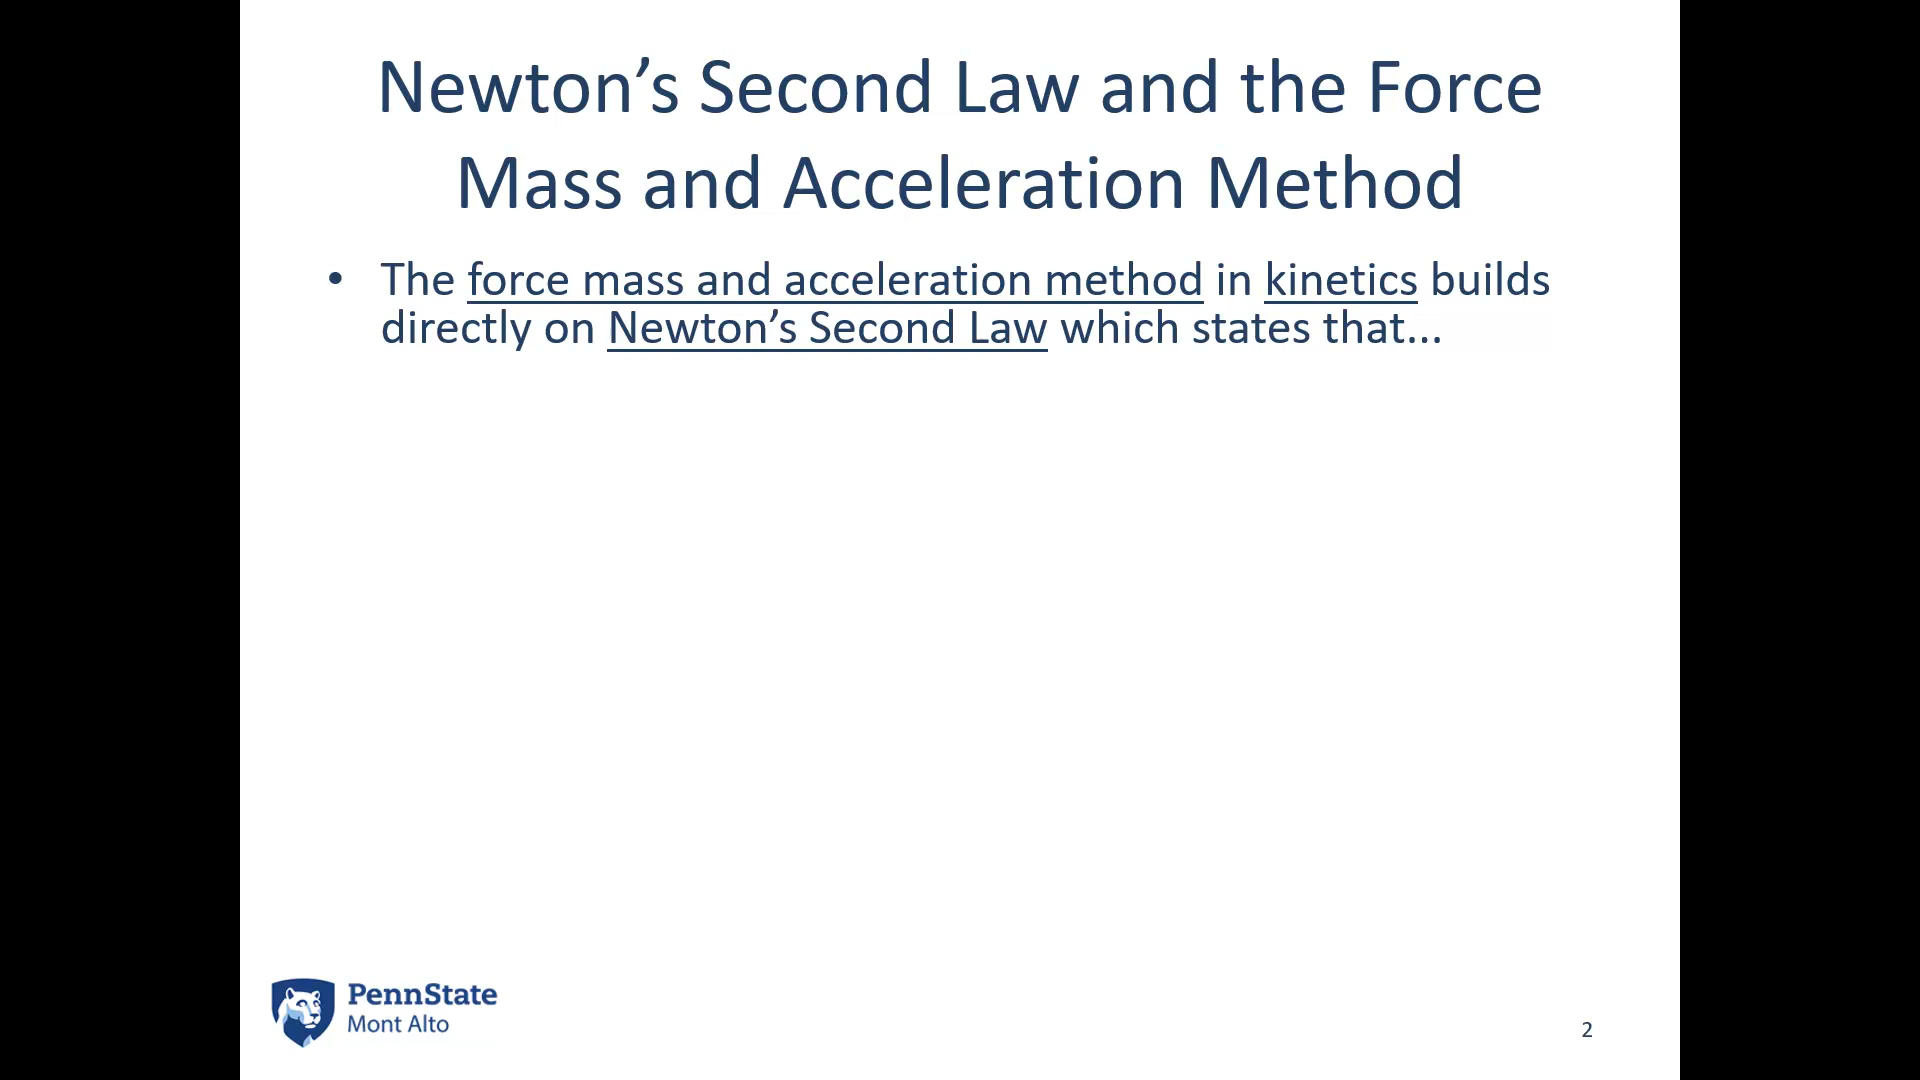 Newton’s Second Law and the Force
Mass and Acceleration Method
• The force mass and acceleration method in kinetics builds
directly on Newton’s Second Law which states that...
PennState
Mont Alto
2